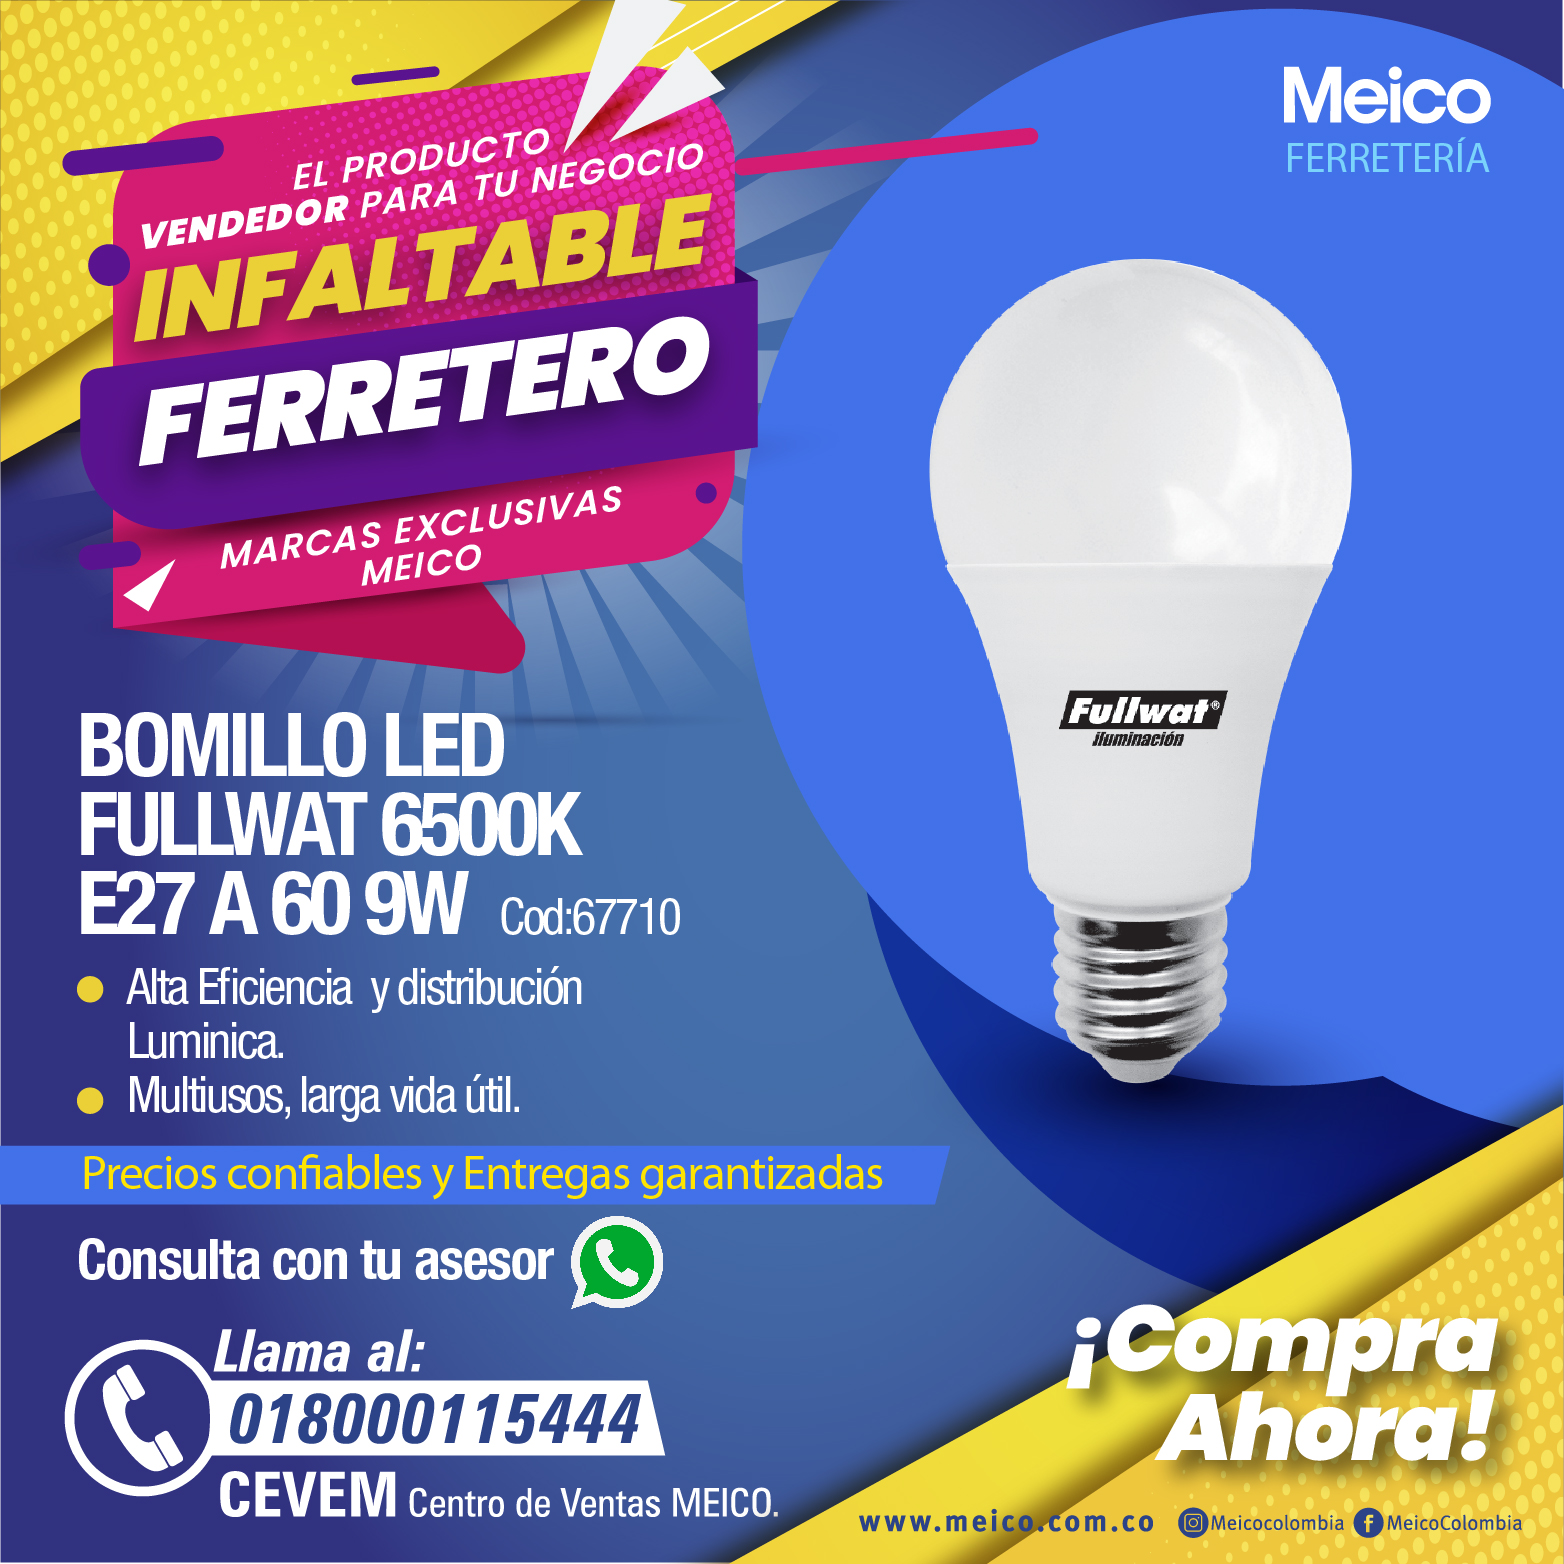 Meico
FERRETERÍA
EL PRODUCTO
VENDEDOR PARA TU NEGOCIO
INFALTABLE
FERRETERO
MARCAS EXCLUSIVAS
MEICO
Fullwat®
iluminación
BOMILLO LED
FULLWAT 6500K
E27 A 60 9W Cod:67710
Alta Eficiencia y distribución
Luminica.
Multiusos, larga vida útil.
Precios confiables y Entregas garantizadas
Consulta con tu asesor
Llama al:
018000115444
CEVEM Centro de Ventas MEICO.
¡Compra
Ahora!
www.meico.com.co Meicocolombia MeicoColombia